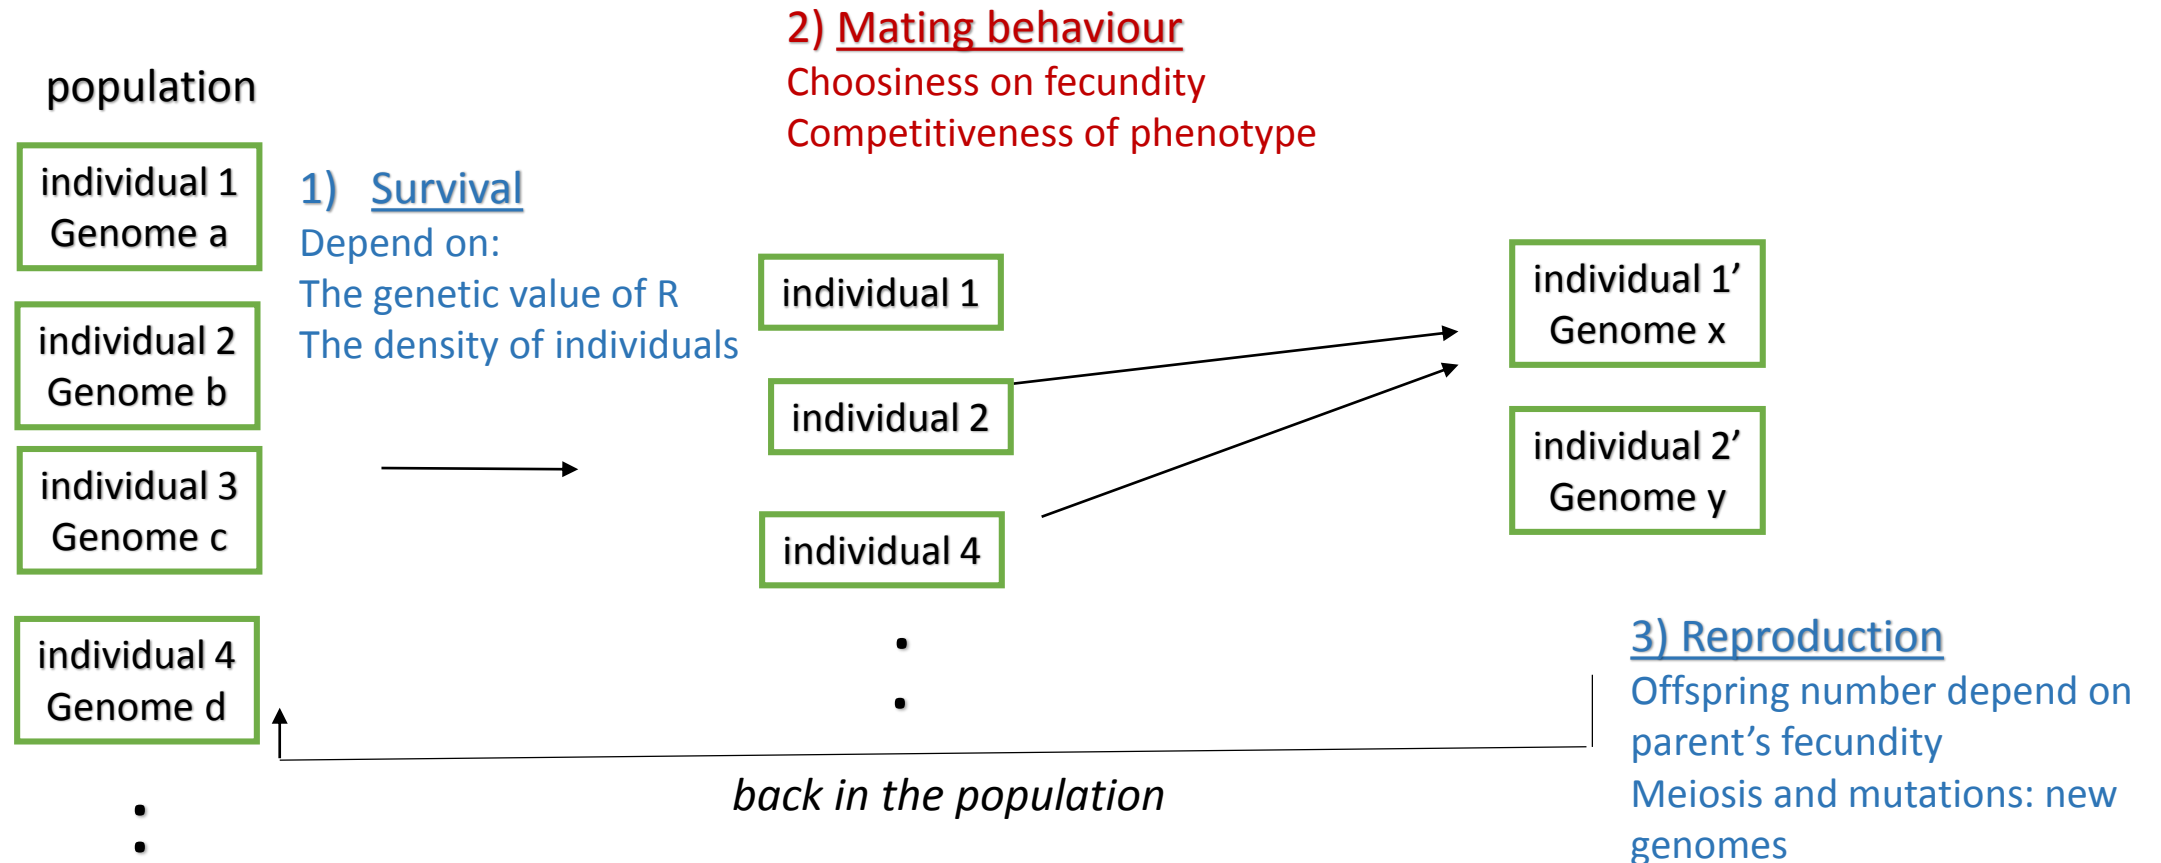 population
individual 1
Genome a
individual 2
Genome b
individual 3
Genome c
individual 4
Genome d
:
1) Survival
Depend on:
The genetic value of R
The density of individuals
2) Mating behaviour
Choosiness on fecundity
Competitiveness of phenotype
individual 1
individual 2
individual 4
.
.
individual 1’
Genome x
individual 2’
Genome y
3) Reproduction
Offspring number depend on
parent’s fecundity
Meiosis and mutations: new
genomes
back in the population